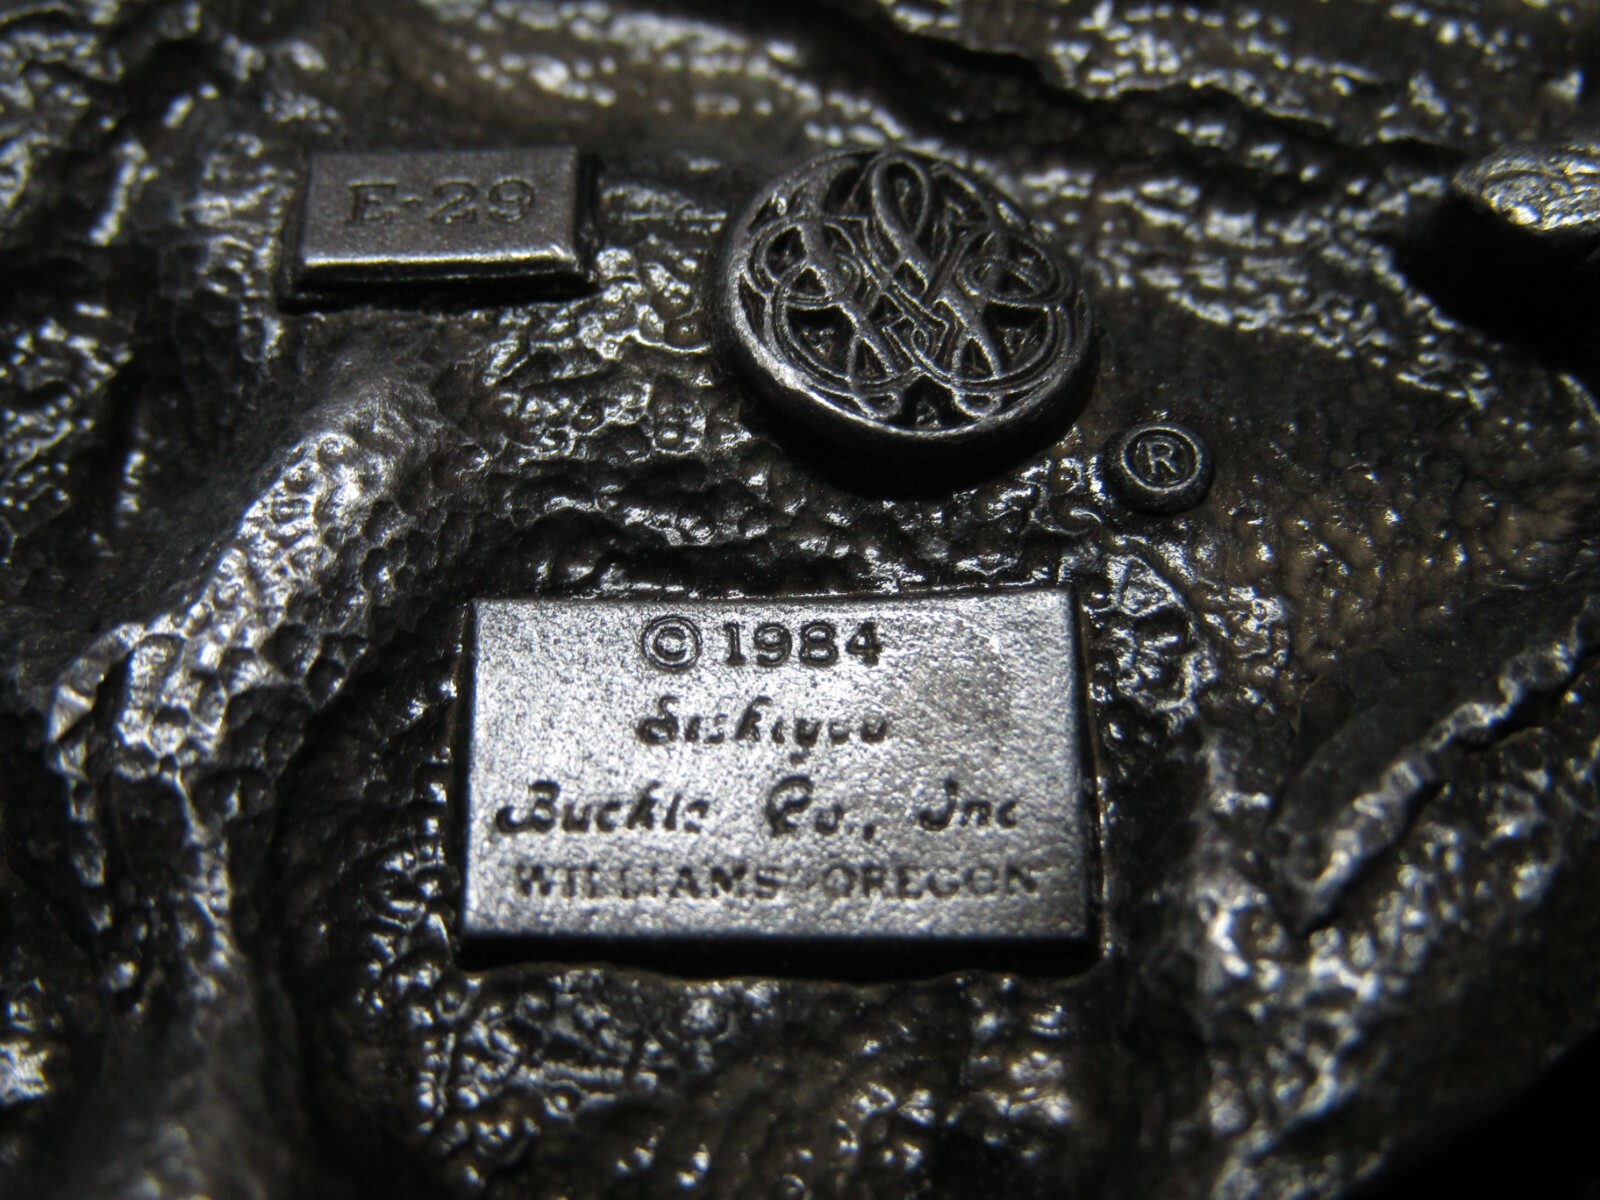 E-29
®
© 1984
Siskiyou
Buckle Co., Inc
WILLIAMS OREGON